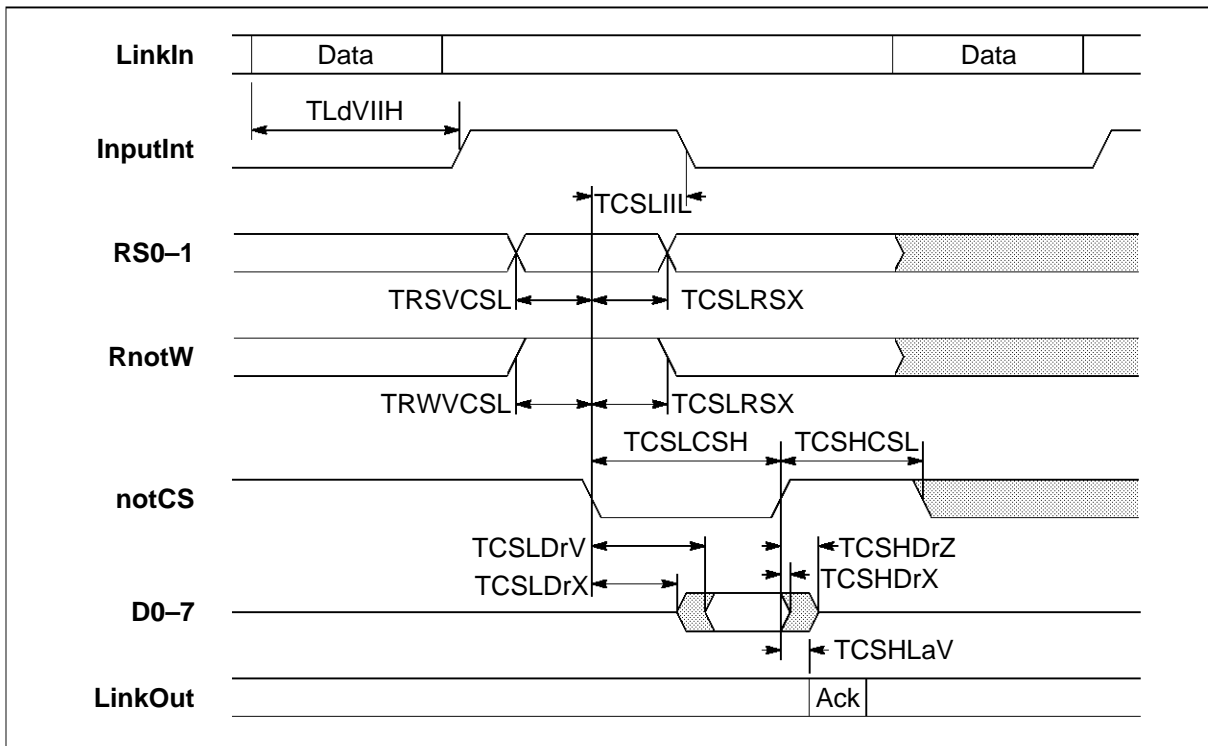 LinkIn
Data
Data
TLdVIIH
InputInt
TCSLIIL
RS0–1
TRSVCSL
TCSLRSX
RnotW
TRWVCSL
TCSLRSX
TCSLCSH
TCSHCSL
notCS
TCSLDrV
TCSHDrZ
TCSLDrX
TCSHDrX
D0–7
TCSHLaV
LinkOut
Ack